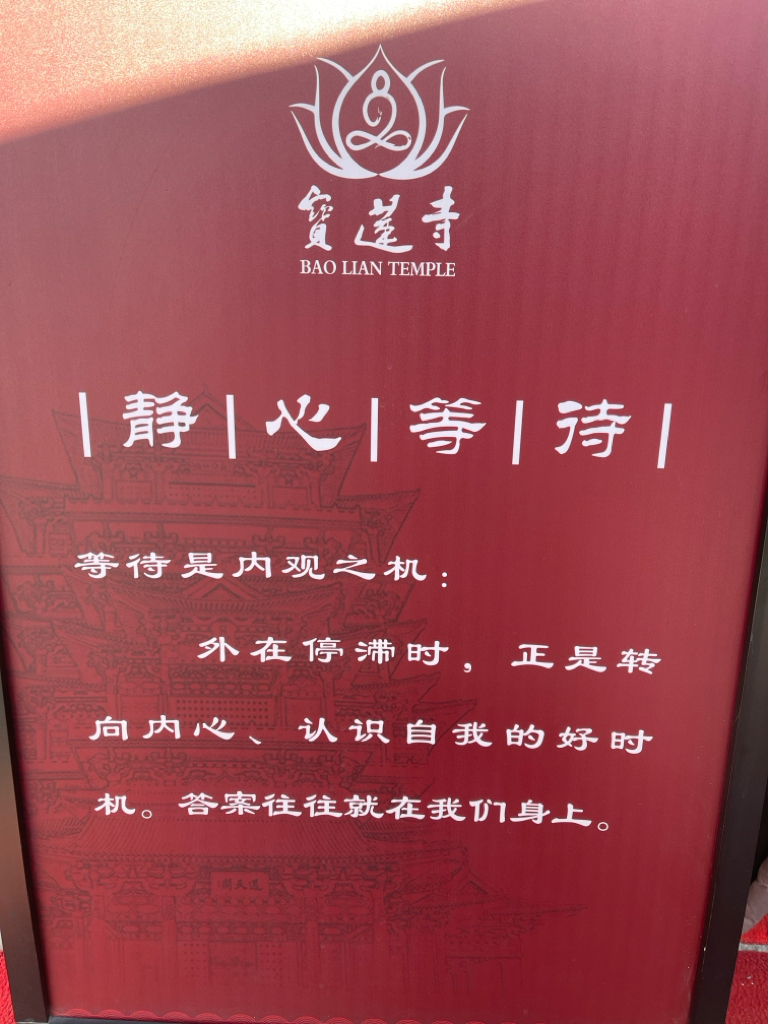 寶蓮寺
BAO LIAN TEMPLE
|静|心|等|待|
等待是内观之机：
外在停滞时，正是转
向内心、认识自我的好时
机。答案往往就在我们身上。